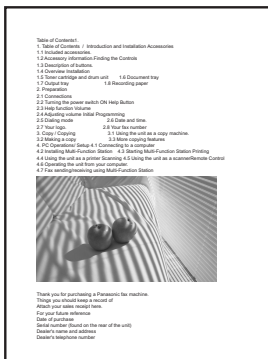 Table of Contents1.
1. Table of Contents / Introduction and Installation Accessories
1.1 Included accessories.
1.2 Accessory information Finding the Controls
1.3 Description of buttons.
1.4 Overview Installation
1.5 Toner cartridge and drum unit 1.6 Document tray
1.7 Output tray 1.8 Recording paper
2. Preparation
2.1 Connections
2.2 Turning the power switch ON Help Button
2.3 Help function Volume
2.4 Adjusting volume Initial Programming
2.5 Dialing mode 2.6 Date and time.
2.7 Your logo. 2.8 Your fax number
3. Copy / Copying 3.1 Using the unit as a copy machine.
3.2 Making a copy 3.3 More copying features
4. PC Operations/ Setup 4.1 Connecting to a computer
4.2 Installing Multi-Function Station 4.3 Starting Multi-Function Station Printing
4.4 Using the unit as a printer Scanning 4.5 Using the unit as a scannerRemote Control
4.6 Operating the unit from your computer.
4.7 Fax sending/receiving using Multi-Function Station
Thank you for purchasing a Panasonic fax machine.
Things you should keep a record of
Attach your sales receipt here.
For your future reference
Date of purchase
Serial number (found on the rear of the unit)
Dealer's name and address
Dealer's telephone number